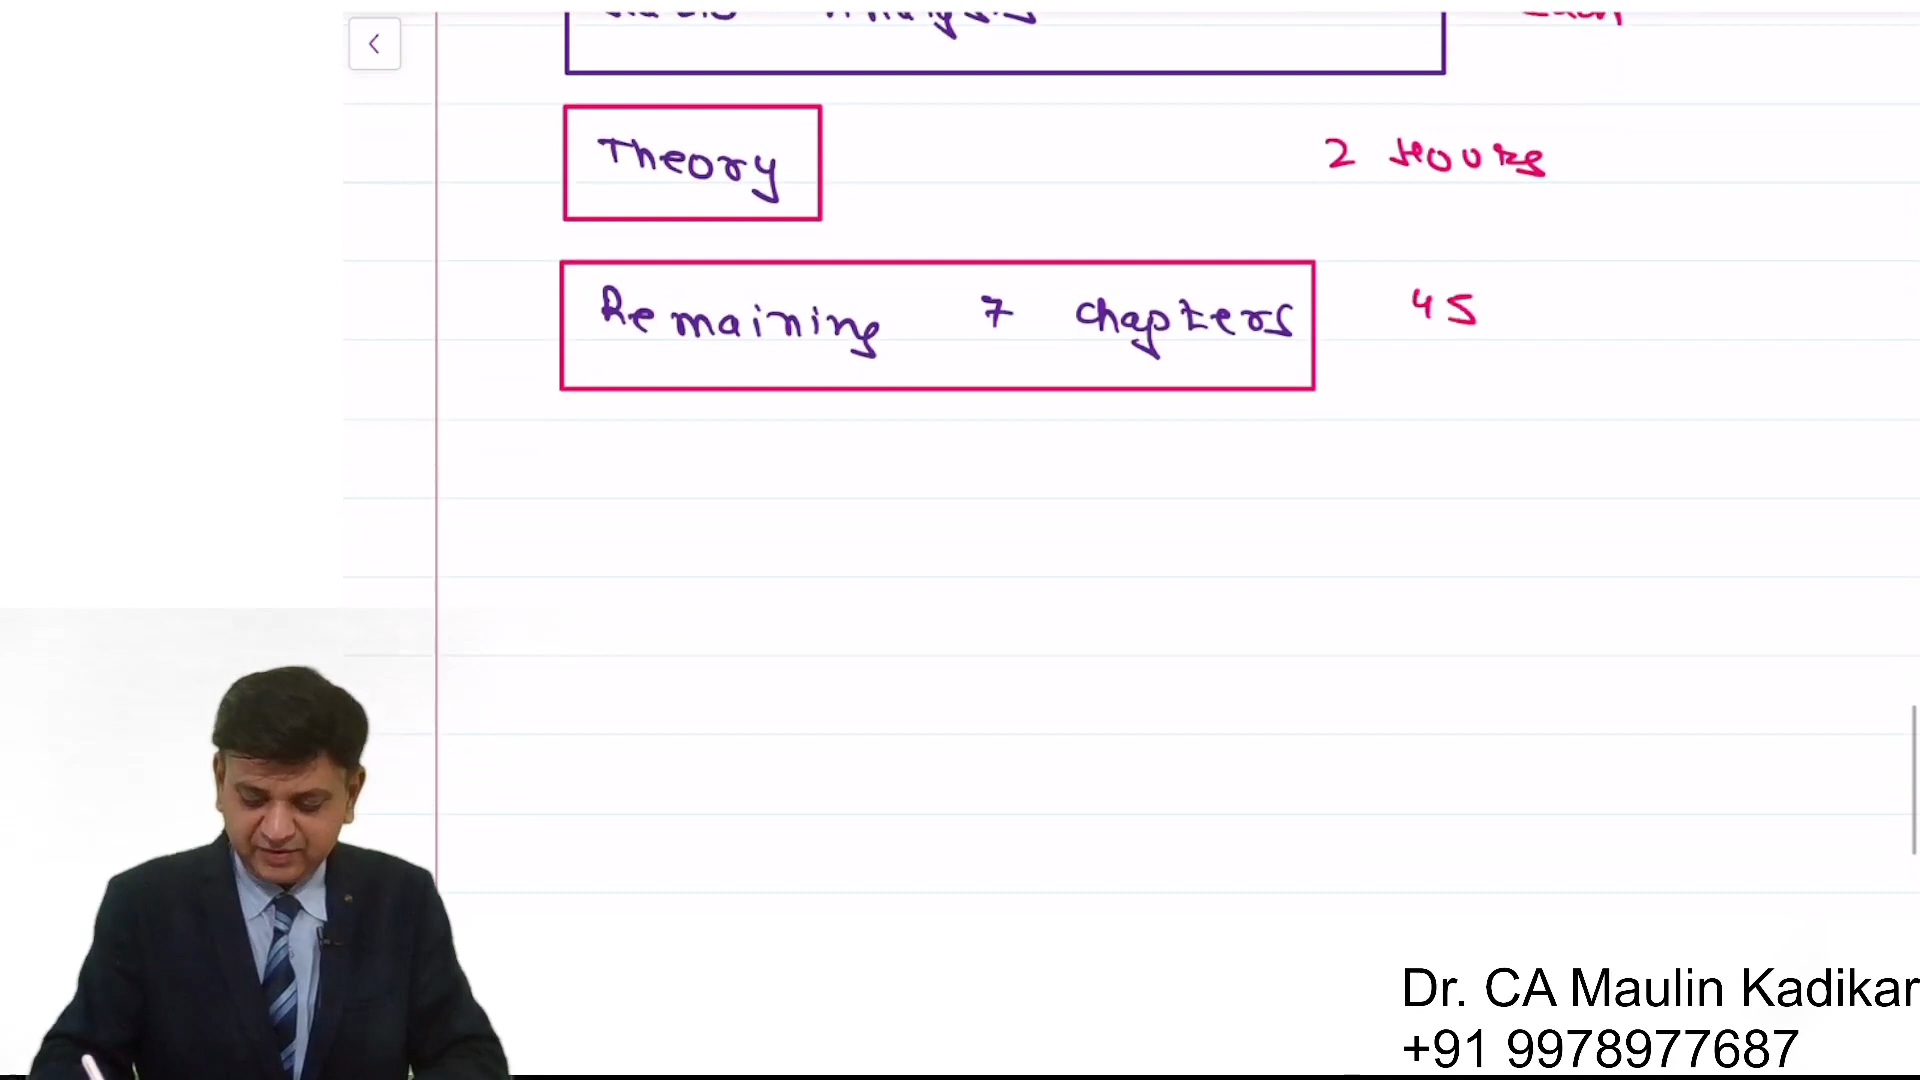 Theory 2 Hours
Remaining 7 chapters 45
Dr. CA Maulin Kadikar
+91 9978977687